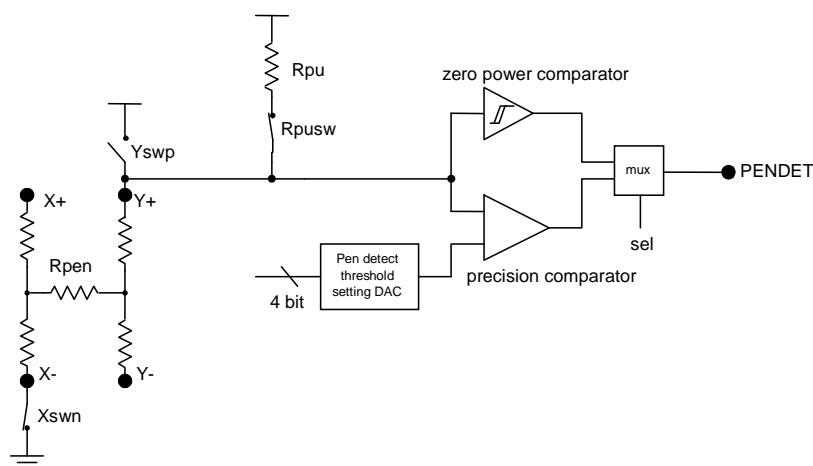 Rpu
zero power comparator
Rpusw
Yswp
mux
PENDET
X+
Y+
sel
Rpen
Pen detect
threshold
setting DAC
precision comparator
4 bit
X-
Y-
Xswn